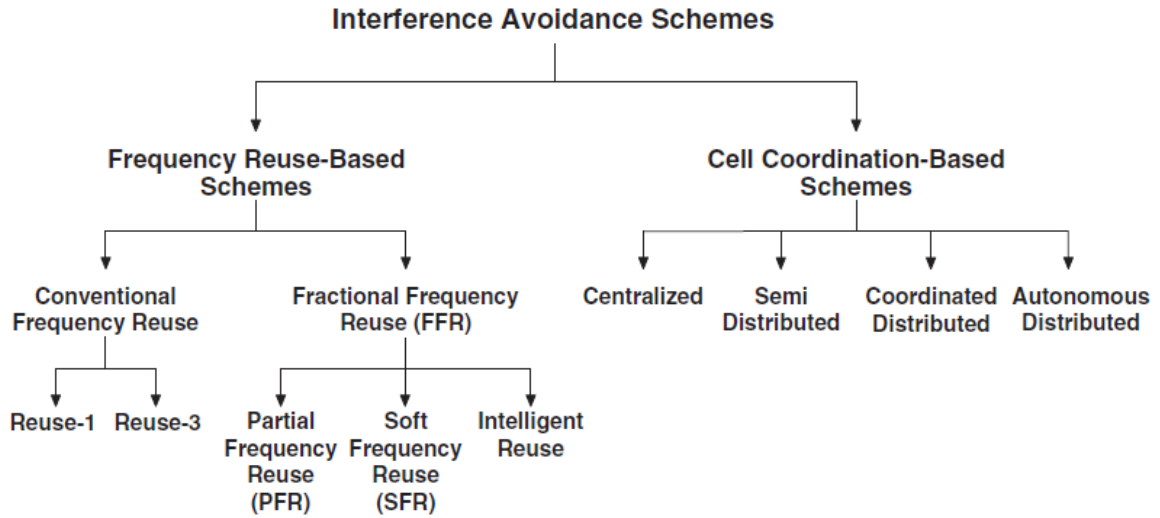 Interference Avoidance Schemes
Frequency Reuse-Based
Schemes
Cell Coordination-Based
Schemes
Conventional
Frequency Reuse
Fractional Frequency
Reuse (FFR)
Centralized
Semi
Distributed
Coordinated
Distributed
Autonomous
Distributed
Reuse-1
Reuse-3
Partial
Frequency
Reuse
(PFR)
Soft
Frequency
Reuse
(SFR)
Intelligent
Reuse